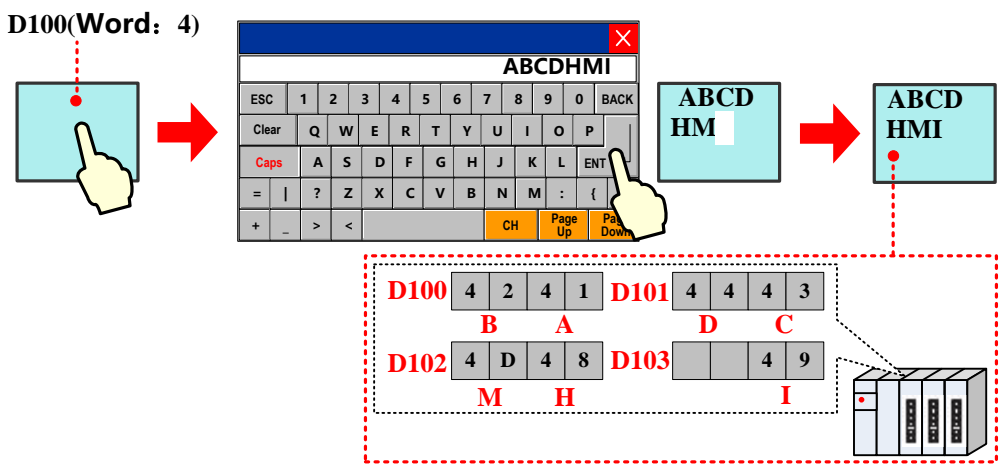 D100(Word：4)
ABCDHMI
ESC 1 2 3 4 5 6 7 8 9 0 BACK
Clear Q W E R T Y U I O P
Caps A S D F G H J K L ENT
= | ? Z X C V B N M : {
+ _ > < CH Page Up Page Down
ABCD
HM
ABCD
HMI
D100 4 2 4 1 D101 4 4 4 3
B A D C
D102 4 D 4 8 D103 4 9
M H I